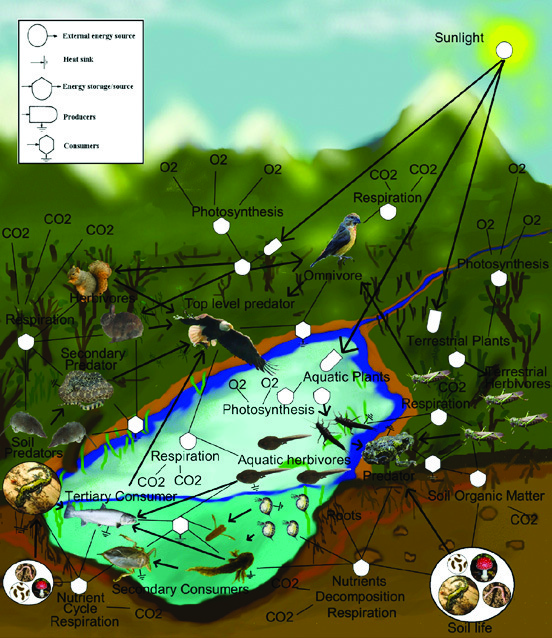 External energy source
Heat sink
Energy storage/source
Producers
Consumers
Sunlight
O2
O2
O2
CO2
CO2
Respiration
O2
Photosynthesis
CO2
CO2
CO2
O2
O2
Photosynthesis
Omnivore
Herbivores
Top level predator
Respiration
Terrestrial Plants
Secondary
Predator
Aquatic Plants
Terrestrial
Herbivores
O2
O2
CO2
Photosynthesis
Respiration
Soil
Predators
Respiration
CO2
CO2
Aquatic herbivores
Predator
Tertiary Consumer
Soil Organic Matter
Roots
CO2
Secondary Consumers
CO2
Nutrients
Decomposition
Respiration
Nutrient
Cycle
Respiration
CO2
CO2
Soil life